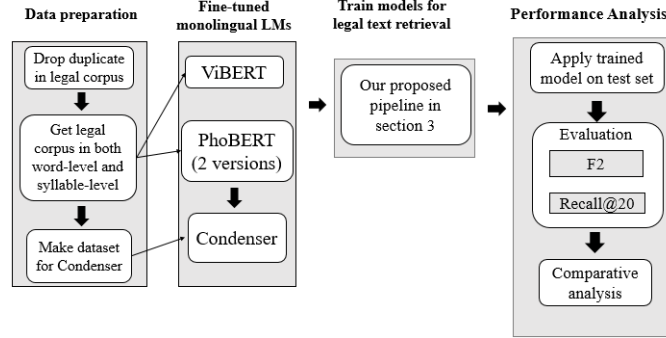 Data preparation
Drop duplicate
in legal corpus
Get legal
corpus in both
word-level and
syllable-level
Make dataset
for Condenser
Fine-tuned
monolingual LMs
ViBERT
PhoBERT
(2 versions)
Condenser
Train models for
legal text retrieval
Our proposed
pipeline in
section 3
Performance Analysis
Apply trained
model on test set
Evaluation
F2
Recall@20
Comparative
analysis